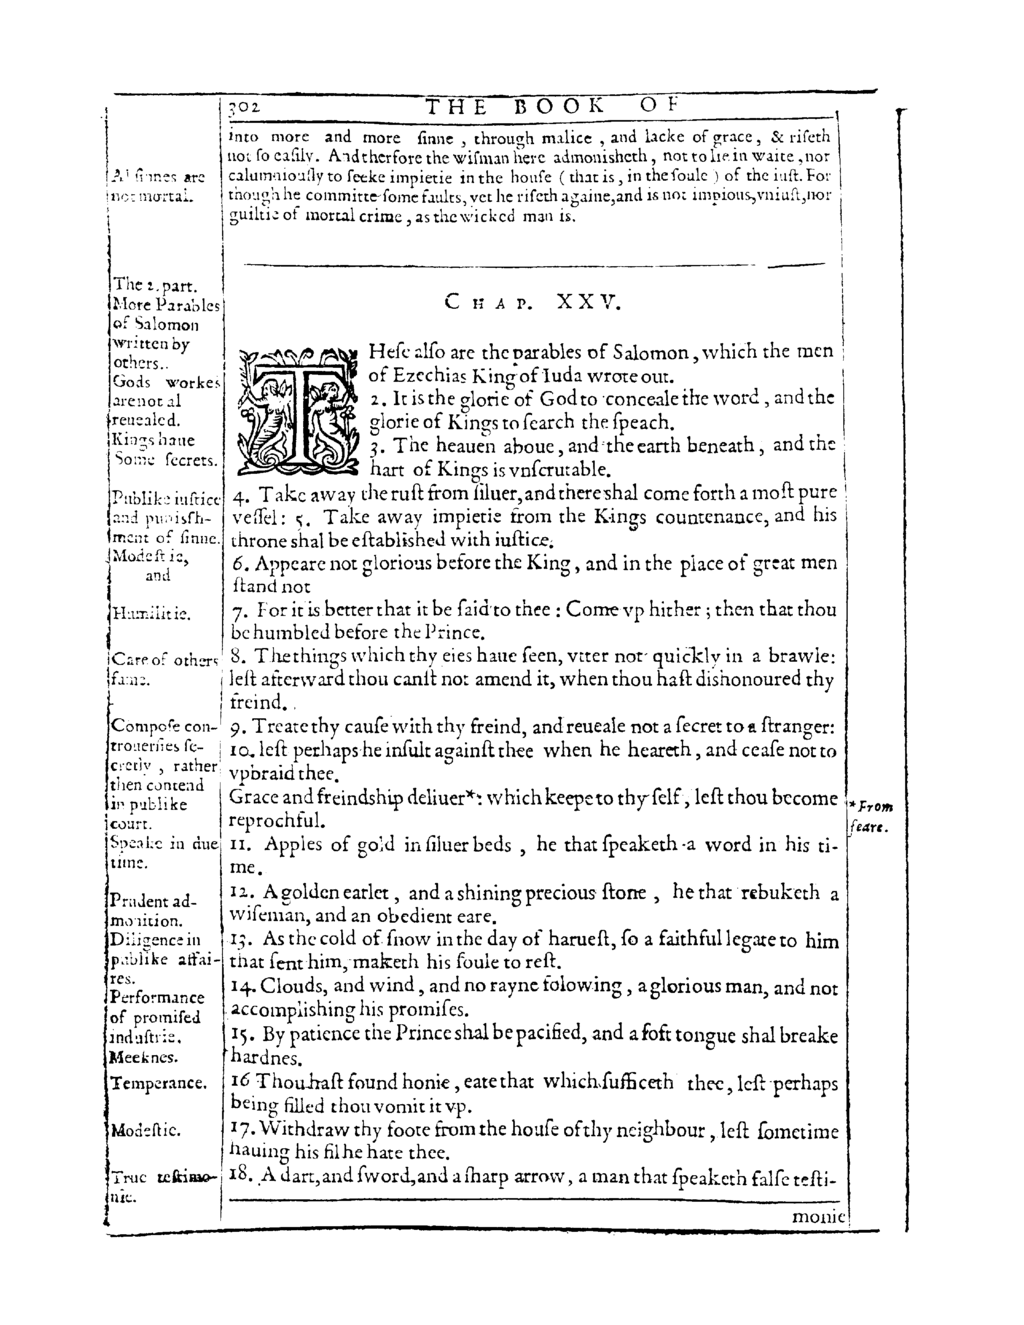 302 THE BOOK OF
into more and more ſinne, through malice, and lacke of grace, & riſeth
not ſo eaſily. And therfore the wiſman here admonisheth, not to lie in waite, nor
calumniouſly to ſeeke impietie in the houſe (that is, in the ſoule) of the iuſt. For
though he committe ſome faults, yet he riſeth againe, and is not impious, vniuſt, nor
guiltie of mortal crime, as the wicked man is.
Al ſinnes are
not mortal.
CHAP. XXV.
The 2. part.
More Parables
of Salomon
written by
others.
Gods workes
are not al
reuealed.
Kings haue
Some ſecrets.
THeſe alſo are the parables of Salomon, which the men
of Ezechias King of Iuda wrote out.
2. It is the glorie of God to conceale the word, and the
glorie of Kings to ſearch the ſpeach.
3. The heauen aboue, and the earth beneath, and the
hart of Kings is vnſcrutable.
Publike iuſtice
and punisſh-
ment of ſinne.
Modeſtie,
and
Humilitie.
4. Take away the ruſt from ſiluer, and there shal come forth a moſt pure
veſſel: 5. Take away impietie from the Kings countenance, and his
throne shal be eſtablished with iuſtice.
6. Appeare not glorious before the King, and in the place of great men
ſtand not
7. For it is better that it be ſaid to thee: Come vp hither; then that thou
be humbled before the Prince.
Care of others
fame.
8. The things which thy eies haue ſeen, vtter not quickly in a brawle:
leſt afterward thou canſt not amend it, when thou haſt dishonoured thy
freind.
Compoſe con-
trouerſies ſe-
cretly, rather
then contend
in publike
court.
9. Treate thy cauſe with thy freind, and reueale not a ſecret to a ſtranger:
10. leſt perhaps he inſult againſt thee when he heareth, and ceaſe not to
vpbraid thee.
Grace and freindship deliuer*: which keepe to thy ſelf, leſt thou become
reprochful.
*From
feare.
Speake in due
time.
11. Apples of gold in ſiluer beds, he that ſpeaketh a word in his ti-
me.
Prudent ad-
monition.
12. A golden earlet, and a shining precious ſtone, he that rebuketh a
wiſeman, and an obedient eare.
Diligence in
publike affai-
res.
13. As the cold of ſnow in the day of harueſt, ſo a faithful legate to him
that ſent him, maketh his ſoule to reſt.
Performance
of promiſed
induſtrie.
14. Clouds, and wind, and no rayne folowing, a glorious man, and not
accomplishing his promiſes.
Meeknes.
15. By patience the Prince shal be pacified, and a ſoft tongue shal breake
hardnes.
Temperance.
16 Thou haſt found honie, eate that which ſufficeth thee, leſt perhaps
being filled thou vomit it vp.
Modeſtie.
17. Withdraw thy foote from the houſe of thy neighbour, leſt ſometime
hauing his fil he hate thee.
True teſtimo-
nie.
18. A dart, and ſword, and a sharp arrow, a man that ſpeaketh falſe teſti-
monie